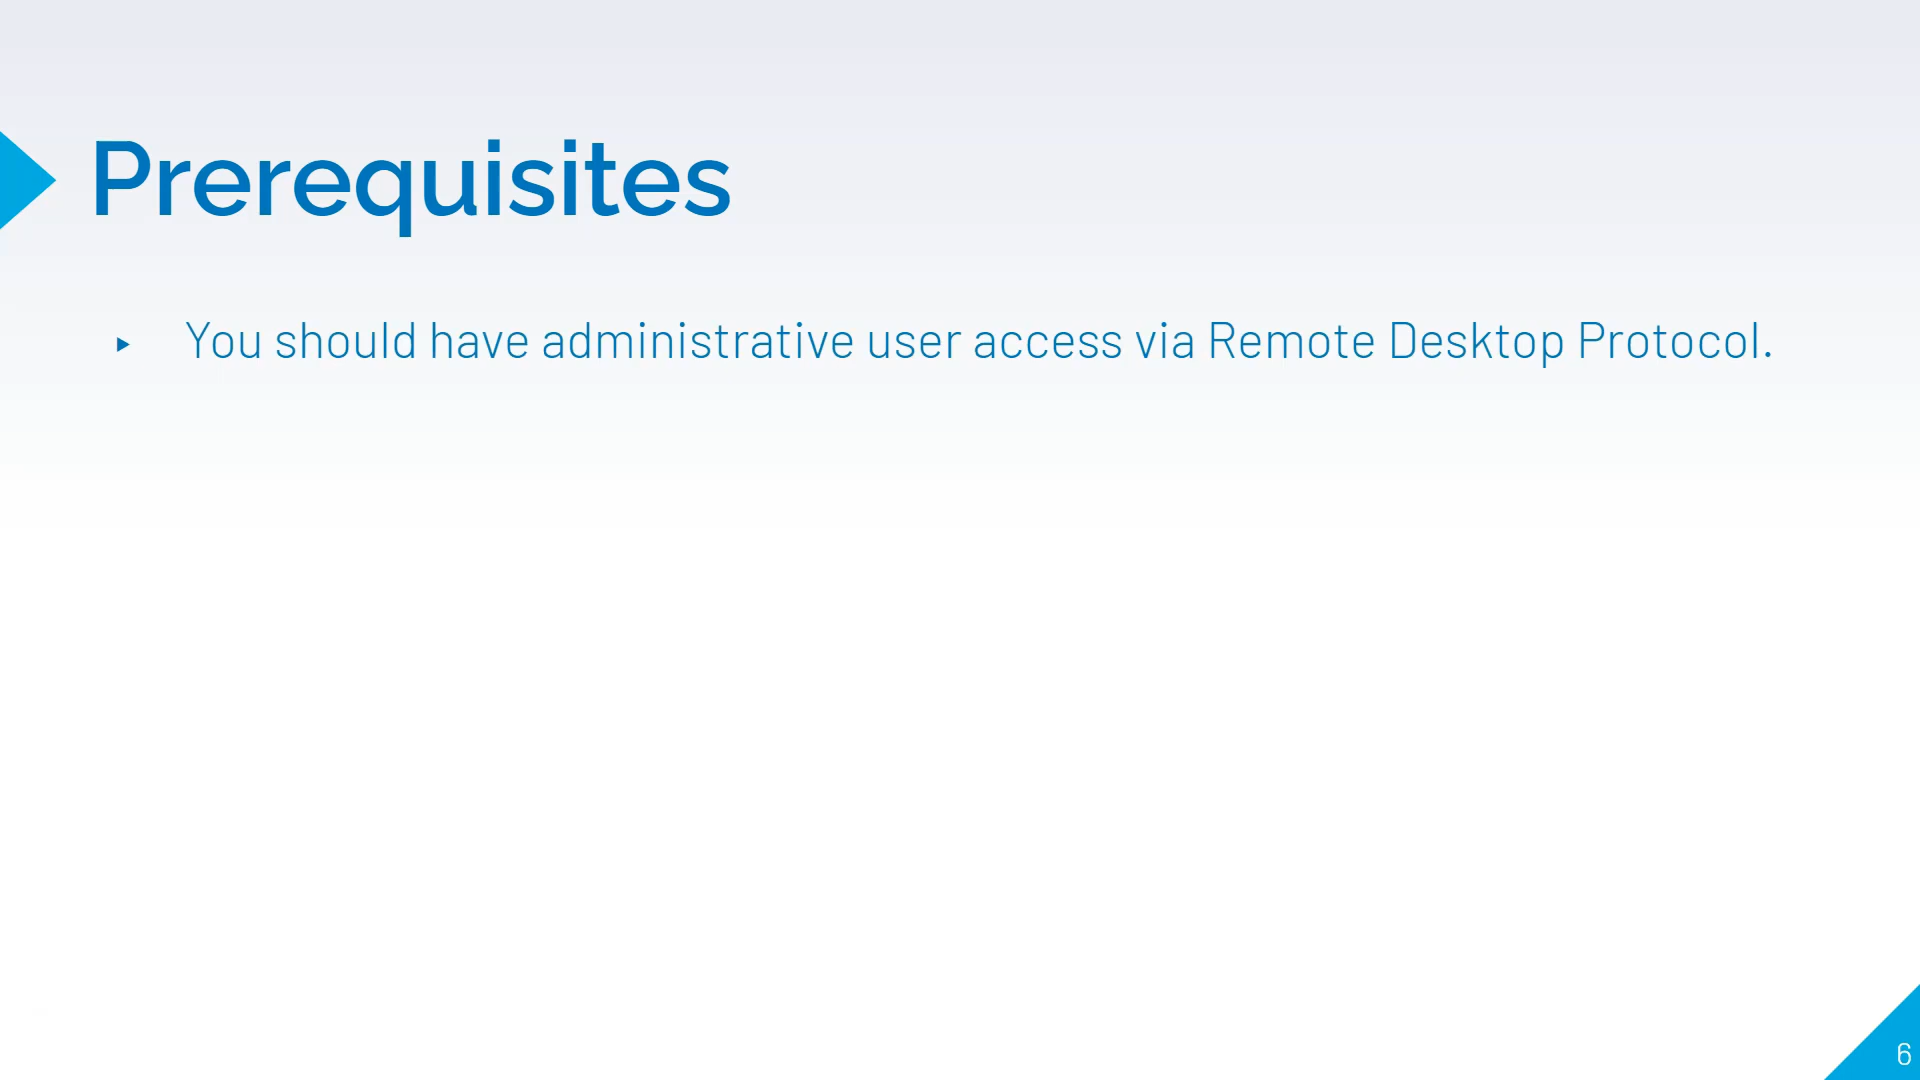 Prerequisites
▸ You should have administrative user access via Remote Desktop Protocol.
6